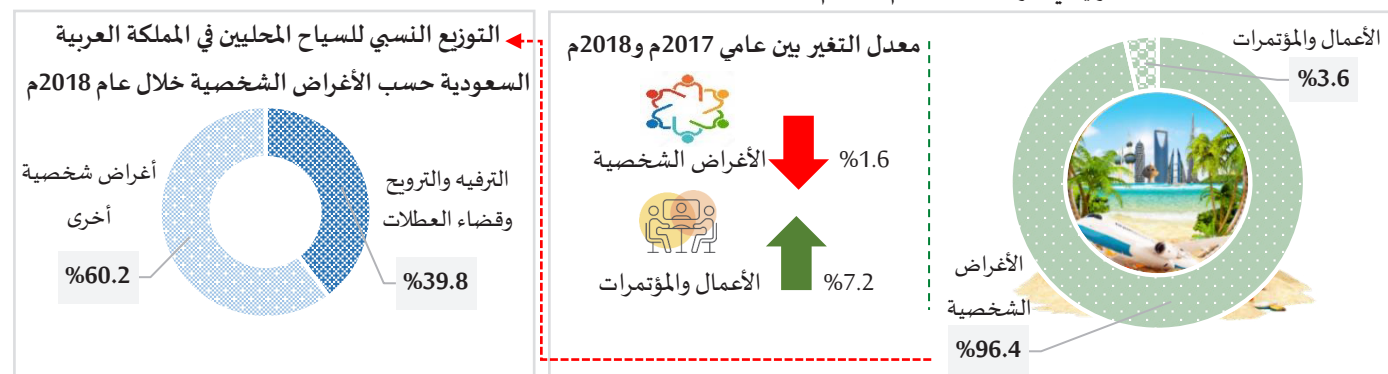 الأعمال والمؤتمرات
%3.6
الأغراض
الشخصية
%96.4
معدل التغير بين عامي 2017م و2018م
الأغراض الشخصية
%1.6
الأعمال والمؤتمرات
%7.2
التوزيع النسبي للسياح المحليين في المملكة العربية
السعودية حسب الأغراض الشخصية خلال عام 2018م
الترفيه والترويح
وقضاء العطلات
%39.8
أغراض شخصية
أخرى
%60.2